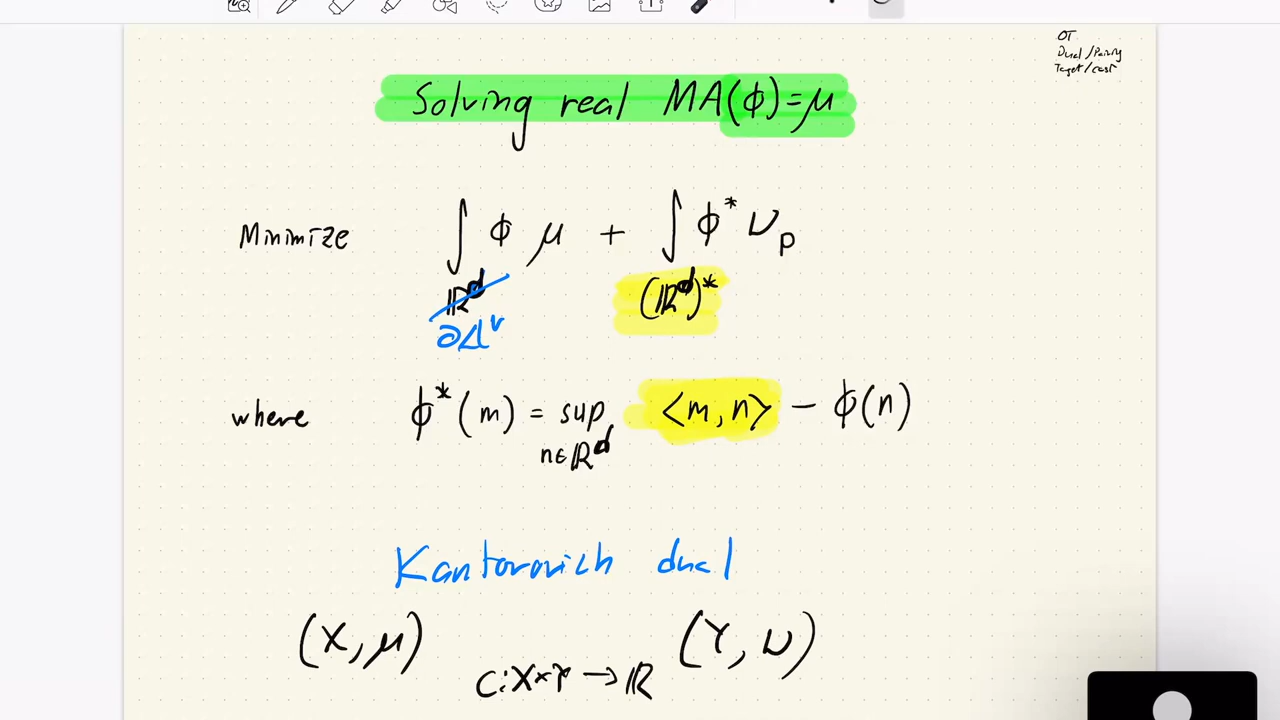 OT
Dual/Pairing
Target/cost
Solving real MA(ϕ)=μ
Minimize ∫ ϕ μ + ∫ ϕ* ν_p
ℝ^d (ℝ^d)*
∂Δ^∨
where ϕ*(m) = sup <m,n> - ϕ(n)
n∈ℝ^d
Kantorovich dual
(X,μ) (Y,ν)
C:X×Y→ℝ